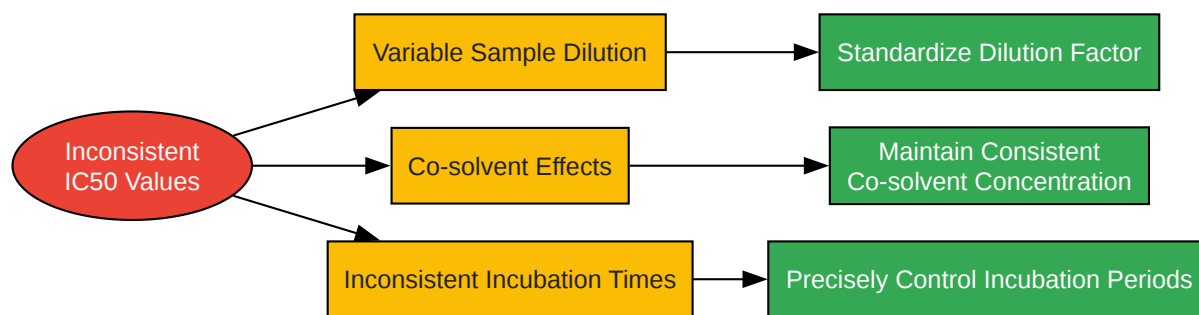 Inconsistent
IC50 Values
Variable Sample Dilution
Standardize Dilution Factor
Co-solvent Effects
Maintain Consistent
Co-solvent Concentration
Inconsistent Incubation Times
Precisely Control Incubation Periods